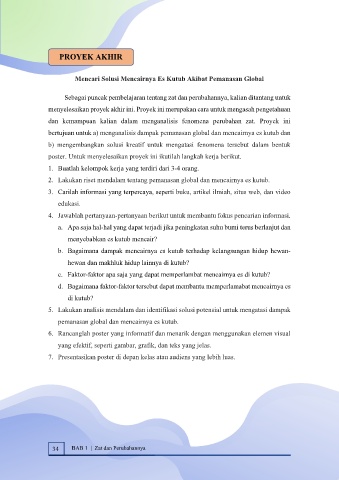 PROYEK AKHIR
Mencari Solusi Mencairnya Es Kutub Akibat Pemanasan Global
Sebagai puncak pembelajaran tentang zat dan perubahannya, kalian ditantang untuk
menyelesaikan proyek akhir ini. Proyek ini merupakan cara untuk mengasah pengetahuan
dan kemampuan kalian dalam menganalisis fenomena perubahan zat. Proyek ini
bertujuan untuk a) menganalisis dampak pemanasan global dan mencairnya es kutub dan
b) mengembangkan solusi kreatif untuk mengatasi fenomena tersebut dalam bentuk
poster. Untuk menyelesaikan proyek ini ikutilah langkah kerja berikut.
1. Buatlah kelompok kerja yang terdiri dari 3-4 orang.
2. Lakukan riset mendalam tentang pemanasan global dan mencairnya es kutub.
3. Carilah informasi yang terpercaya, seperti buku, artikel ilmiah, situs web, dan video
edukasi.
4. Jawablah pertanyaan-pertanyaan berikut untuk membantu fokus pencarian informasi.
a. Apa saja hal-hal yang dapat terjadi jika peningkatan suhu bumi terus berlanjut dan
menyebabkan es kutub mencair?
b. Bagaimana dampak mencairnya es kutub terhadap kelangsungan hidup hewan-
hewan dan makhluk hidup lainnya di kutub?
c. Faktor-faktor apa saja yang dapat memperlambat mencairnya es di kutub?
d. Bagaimana faktor-faktor tersebut dapat membantu memperlamabat mencairnya es
di kutub?
5. Lakukan analisis mendalam dan identifikasi solusi potensial untuk mengatasi dampak
pemanasan global dan mencairnya es kutub.
6. Rancanglah poster yang informatif dan menarik dengan menggunakan elemen visual
yang efektif, seperti gambar, grafik, dan teks yang jelas.
7. Presentasikan poster di depan kelas atau audiens yang lebih luas.
34 BAB 1 | Zat dan Perubahannya